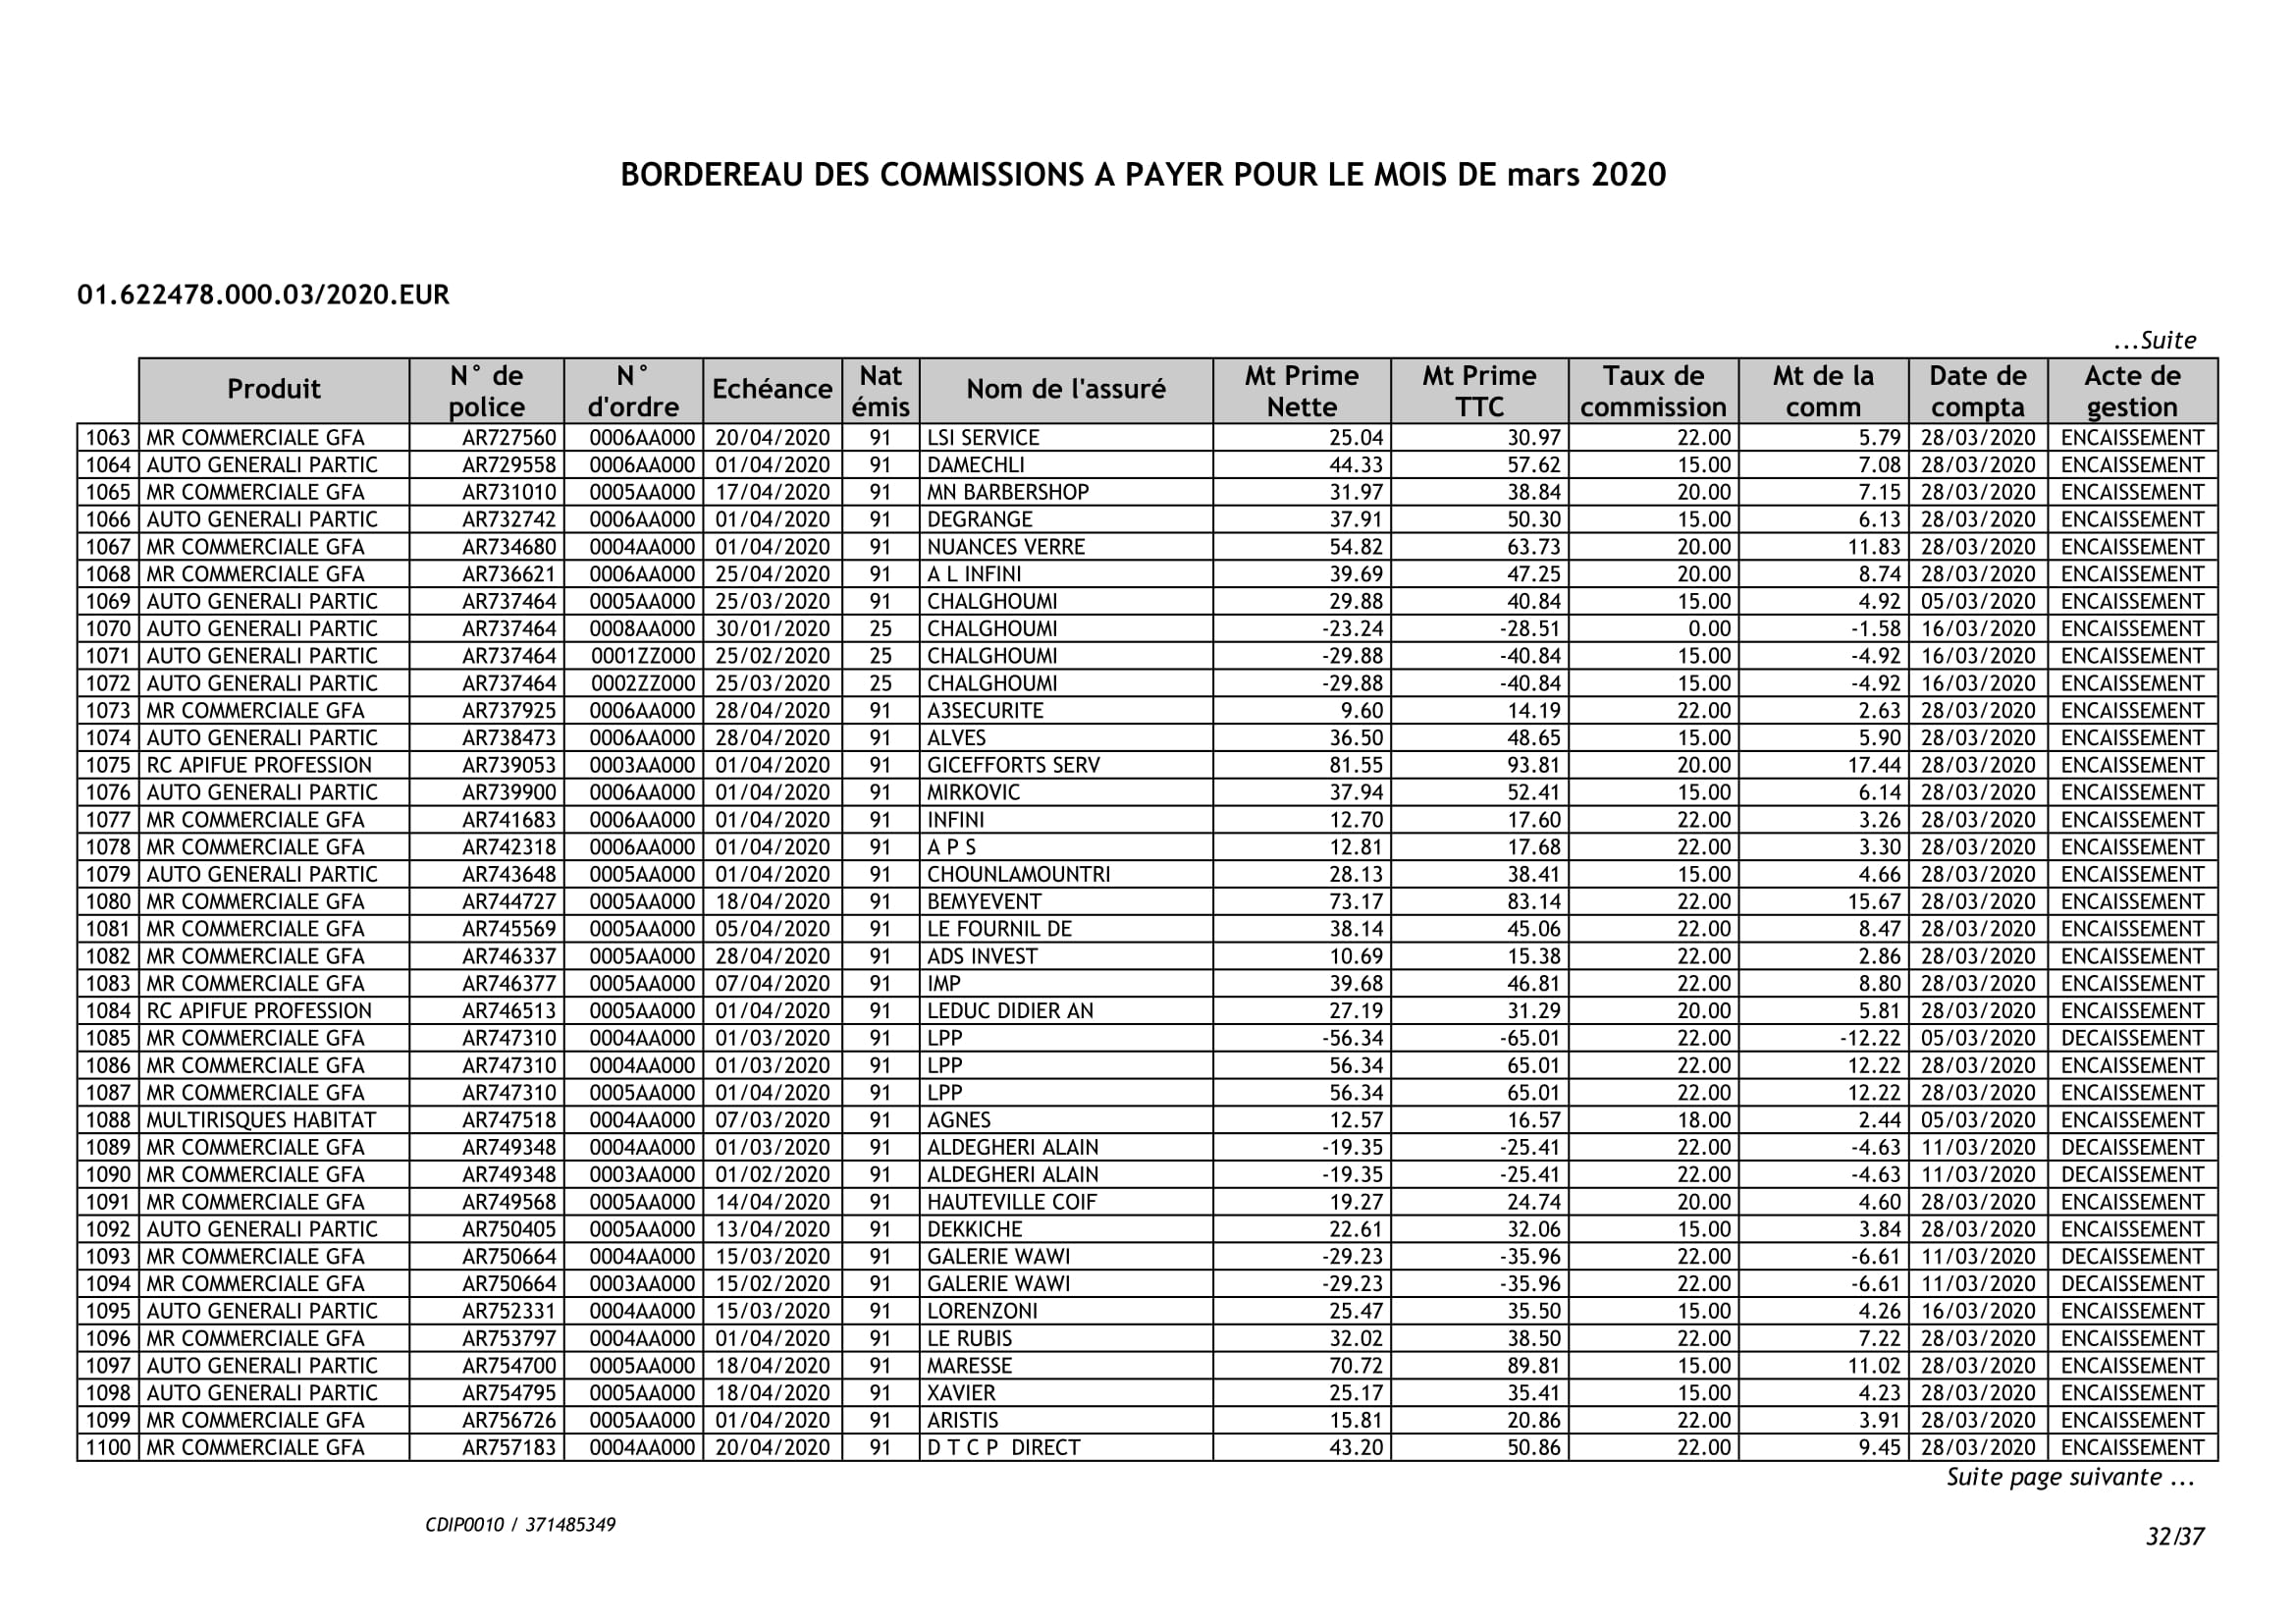 BORDEREAU DES COMMISSIONS A PAYER POUR LE MOIS DE mars 2020
01.622478.000.03/2020.EUR
...Suite
Produit N° de police N° d'ordre Echéance Nat émis Nom de l'assuré Mt Prime Nette Mt Prime TTC Taux de commission Mt de la comm Date de compta Acte de gestion
1063 MR COMMERCIALE GFA AR727560 0006AA000 20/04/2020 91 LSI SERVICE 25.04 30.97 22.00 5.79 28/03/2020 ENCAISSEMENT
1064 AUTO GENERALI PARTIC AR729558 0006AA000 01/04/2020 91 DAMECHLI 44.33 57.62 15.00 7.08 28/03/2020 ENCAISSEMENT
1065 MR COMMERCIALE GFA AR731010 0005AA000 17/04/2020 91 MN BARBERSHOP 31.97 38.84 20.00 7.15 28/03/2020 ENCAISSEMENT
1066 AUTO GENERALI PARTIC AR732742 0006AA000 01/04/2020 91 DEGRANGE 37.91 50.30 15.00 6.13 28/03/2020 ENCAISSEMENT
1067 MR COMMERCIALE GFA AR734680 0004AA000 01/04/2020 91 NUANCES VERRE 54.82 63.73 20.00 11.83 28/03/2020 ENCAISSEMENT
1068 MR COMMERCIALE GFA AR736621 0006AA000 25/04/2020 91 A L INFINI 39.69 47.25 20.00 8.74 28/03/2020 ENCAISSEMENT
1069 AUTO GENERALI PARTIC AR737464 0005AA000 25/03/2020 91 CHALGHOUMI 29.88 40.84 15.00 4.92 05/03/2020 ENCAISSEMENT
1070 AUTO GENERALI PARTIC AR737464 0008AA000 30/01/2020 25 CHALGHOUMI -23.24 -28.51 0.00 -1.58 16/03/2020 ENCAISSEMENT
1071 AUTO GENERALI PARTIC AR737464 0001ZZ000 25/02/2020 25 CHALGHOUMI -29.88 -40.84 15.00 -4.92 16/03/2020 ENCAISSEMENT
1072 AUTO GENERALI PARTIC AR737464 0002ZZ000 25/03/2020 25 CHALGHOUMI -29.88 -40.84 15.00 -4.92 16/03/2020 ENCAISSEMENT
1073 MR COMMERCIALE GFA AR737925 0006AA000 28/04/2020 91 A3SECURITE 9.60 14.19 22.00 2.63 28/03/2020 ENCAISSEMENT
1074 AUTO GENERALI PARTIC AR738473 0006AA000 28/04/2020 91 ALVES 36.50 48.65 15.00 5.90 28/03/2020 ENCAISSEMENT
1075 RC APIFUE PROFESSION AR739053 0003AA000 01/04/2020 91 GICEFFORTS SERV 81.55 93.81 20.00 17.44 28/03/2020 ENCAISSEMENT
1076 AUTO GENERALI PARTIC AR739900 0006AA000 01/04/2020 91 MIRKOVIC 37.94 52.41 15.00 6.14 28/03/2020 ENCAISSEMENT
1077 MR COMMERCIALE GFA AR741683 0006AA000 01/04/2020 91 INFINI 12.70 17.60 22.00 3.26 28/03/2020 ENCAISSEMENT
1078 MR COMMERCIALE GFA AR742318 0006AA000 01/04/2020 91 A P S 12.81 17.68 22.00 3.30 28/03/2020 ENCAISSEMENT
1079 AUTO GENERALI PARTIC AR743648 0005AA000 01/04/2020 91 CHOUNLAMOUNTRI 28.13 38.41 15.00 4.66 28/03/2020 ENCAISSEMENT
1080 MR COMMERCIALE GFA AR744727 0005AA000 18/04/2020 91 BEMYEVENT 73.17 83.14 22.00 15.67 28/03/2020 ENCAISSEMENT
1081 MR COMMERCIALE GFA AR745569 0005AA000 05/04/2020 91 LE FOURNIL DE 38.14 45.06 22.00 8.47 28/03/2020 ENCAISSEMENT
1082 MR COMMERCIALE GFA AR746337 0005AA000 28/04/2020 91 ADS INVEST 10.69 15.38 22.00 2.86 28/03/2020 ENCAISSEMENT
1083 MR COMMERCIALE GFA AR746377 0005AA000 07/04/2020 91 IMP 39.68 46.81 22.00 8.80 28/03/2020 ENCAISSEMENT
1084 RC APIFUE PROFESSION AR746513 0005AA000 01/04/2020 91 LEDUC DIDIER AN 27.19 31.29 20.00 5.81 28/03/2020 ENCAISSEMENT
1085 MR COMMERCIALE GFA AR747310 0004AA000 01/03/2020 91 LPP -56.34 -65.01 22.00 -12.22 05/03/2020 DECAISSEMENT
1086 MR COMMERCIALE GFA AR747310 0004AA000 01/03/2020 91 LPP 56.34 65.01 22.00 12.22 28/03/2020 ENCAISSEMENT
1087 MR COMMERCIALE GFA AR747310 0005AA000 01/04/2020 91 LPP 56.34 65.01 22.00 12.22 28/03/2020 ENCAISSEMENT
1088 MULTIRISQUES HABITAT AR747518 0004AA000 07/03/2020 91 AGNES 12.57 16.57 18.00 2.44 05/03/2020 ENCAISSEMENT
1089 MR COMMERCIALE GFA AR749348 0004AA000 01/03/2020 91 ALDEGHERI ALAIN -19.35 -25.41 22.00 -4.63 11/03/2020 DECAISSEMENT
1090 MR COMMERCIALE GFA AR749348 0003AA000 01/02/2020 91 ALDEGHERI ALAIN -19.35 -25.41 22.00 -4.63 11/03/2020 DECAISSEMENT
1091 MR COMMERCIALE GFA AR749568 0005AA000 14/04/2020 91 HAUTEVILLE COIF 19.27 24.74 20.00 4.60 28/03/2020 ENCAISSEMENT
1092 AUTO GENERALI PARTIC AR750405 0005AA000 13/04/2020 91 DEKKICHE 22.61 32.06 15.00 3.84 28/03/2020 ENCAISSEMENT
1093 MR COMMERCIALE GFA AR750664 0004AA000 15/03/2020 91 GALERIE WAWI -29.23 -35.96 22.00 -6.61 11/03/2020 DECAISSEMENT
1094 MR COMMERCIALE GFA AR750664 0003AA000 15/02/2020 91 GALERIE WAWI -29.23 -35.96 22.00 -6.61 11/03/2020 DECAISSEMENT
1095 AUTO GENERALI PARTIC AR752331 0004AA000 15/03/2020 91 LORENZONI 25.47 35.50 15.00 4.26 16/03/2020 ENCAISSEMENT
1096 MR COMMERCIALE GFA AR753797 0004AA000 01/04/2020 91 LE RUBIS 32.02 38.50 22.00 7.22 28/03/2020 ENCAISSEMENT
1097 AUTO GENERALI PARTIC AR754700 0005AA000 18/04/2020 91 MARESSE 70.72 89.81 15.00 11.02 28/03/2020 ENCAISSEMENT
1098 AUTO GENERALI PARTIC AR754795 0005AA000 18/04/2020 91 XAVIER 25.17 35.41 15.00 4.23 28/03/2020 ENCAISSEMENT
1099 MR COMMERCIALE GFA AR756726 0005AA000 01/04/2020 91 ARISTIS 15.81 20.86 22.00 3.91 28/03/2020 ENCAISSEMENT
1100 MR COMMERCIALE GFA AR757183 0004AA000 20/04/2020 91 D T C P DIRECT 43.20 50.86 22.00 9.45 28/03/2020 ENCAISSEMENT
Suite page suivante ...
CDIP0010 / 371485349
32/37